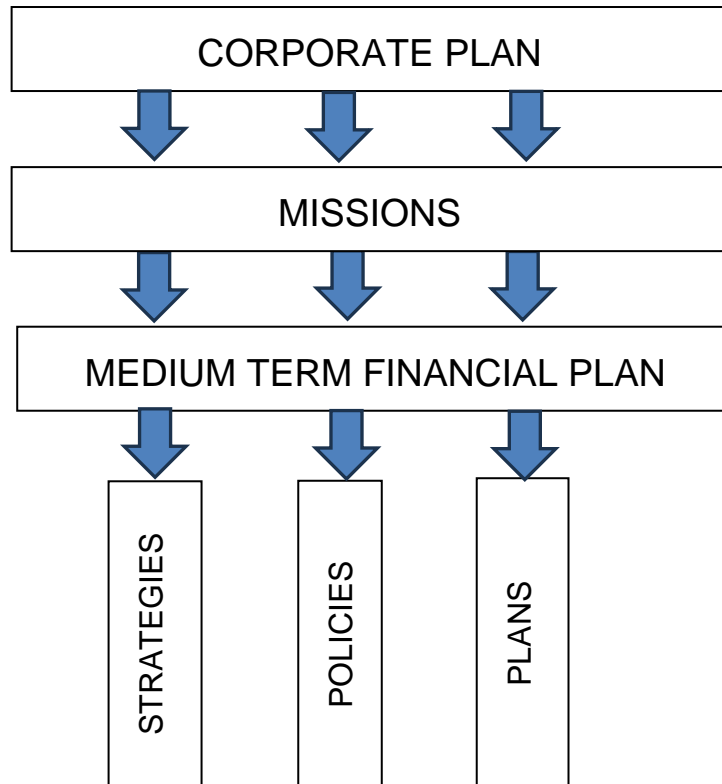 CORPORATE PLAN
MISSIONS
MEDIUM TERM FINANCIAL PLAN
STRATEGIES
POLICIES
PLANS